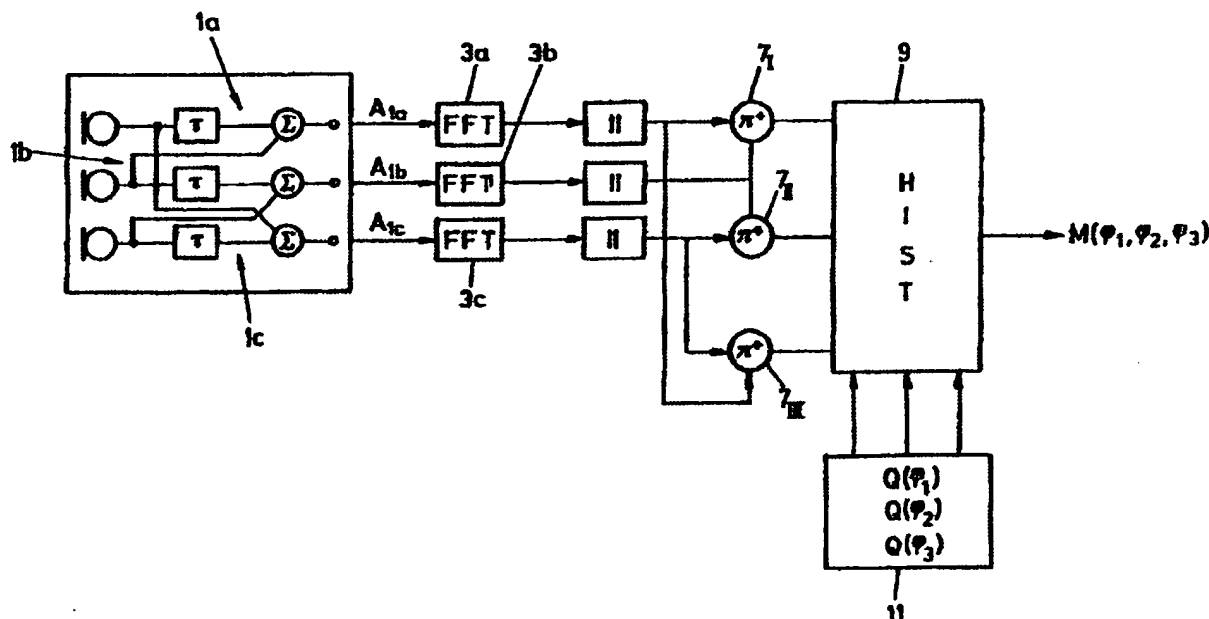 1a
3a 3b 7I 9
τ Σ A1a FFT || π+
1b
τ Σ A1b FFT || 7II
H
I
S
T
M(φ1, φ2, φ3)
τ Σ A1c FFT || π+
1c
3c
π+
7III
Q(φ1)
Q(φ2)
Q(φ3)
11